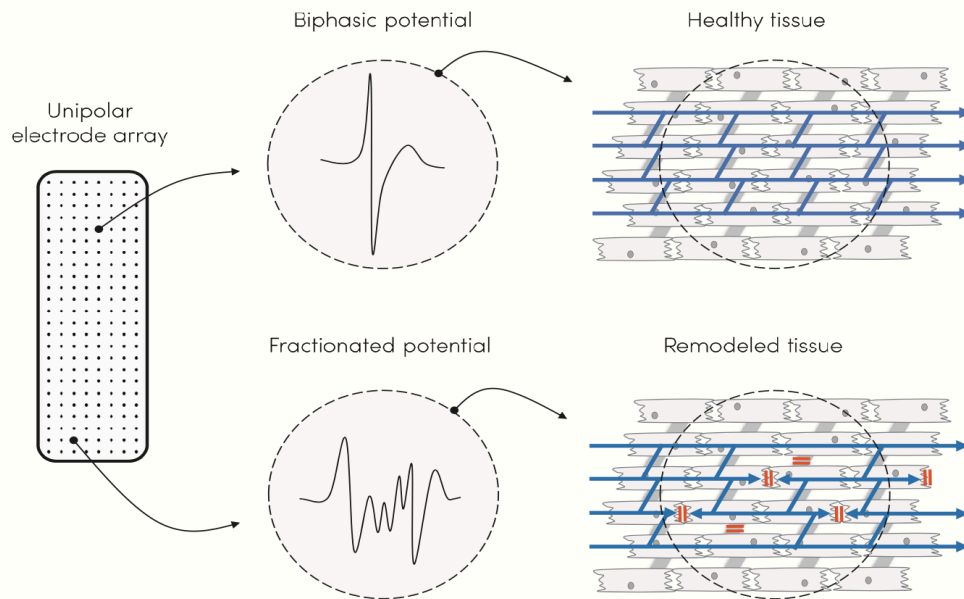 Biphasic potential
Healthy tissue
Unipolar
electrode array
Fractionated potential
Remodeled tissue